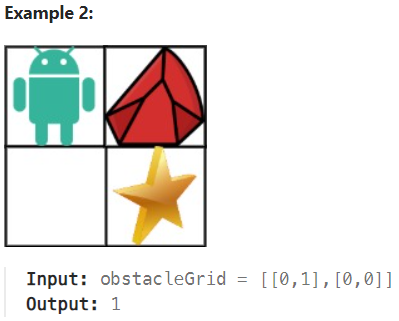 Example 2:
Input: obstacleGrid = [[0,1],[0,0]]
Output: 1